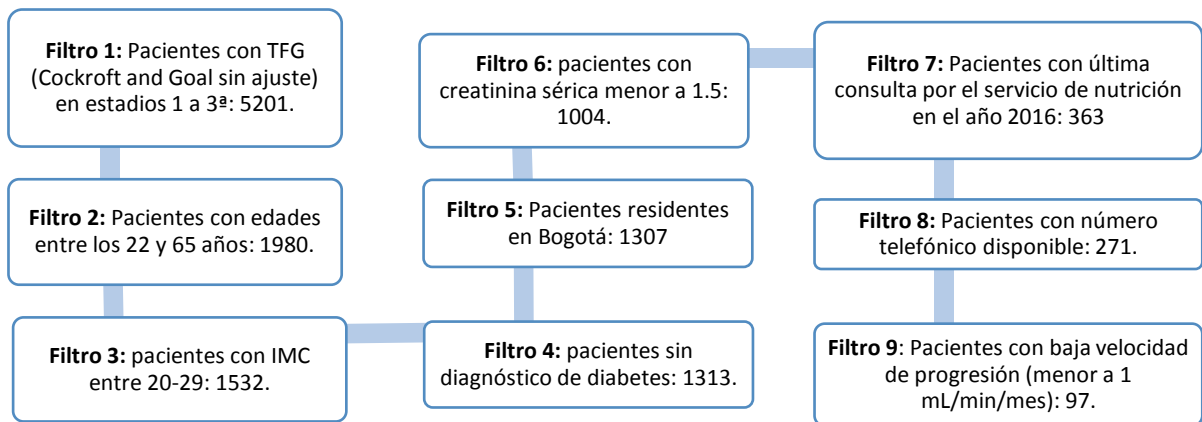 Filtro 1: Pacientes con TFG
(Cockroft and Goal sin ajuste)
en estadios 1 a 3ª: 5201.
Filtro 2: Pacientes con edades
entre los 22 y 65 años: 1980.
Filtro 3: pacientes con IMC
entre 20-29: 1532.
Filtro 4: pacientes sin
diagnóstico de diabetes: 1313.
Filtro 5: Pacientes residentes
en Bogotá: 1307
Filtro 6: pacientes con
creatinina sérica menor a 1.5:
1004.
Filtro 7: Pacientes con última
consulta por el servicio de nutrición
en el año 2016: 363
Filtro 8: Pacientes con número
telefónico disponible: 271.
Filtro 9: Pacientes con baja velocidad
de progresión (menor a 1
mL/min/mes): 97.